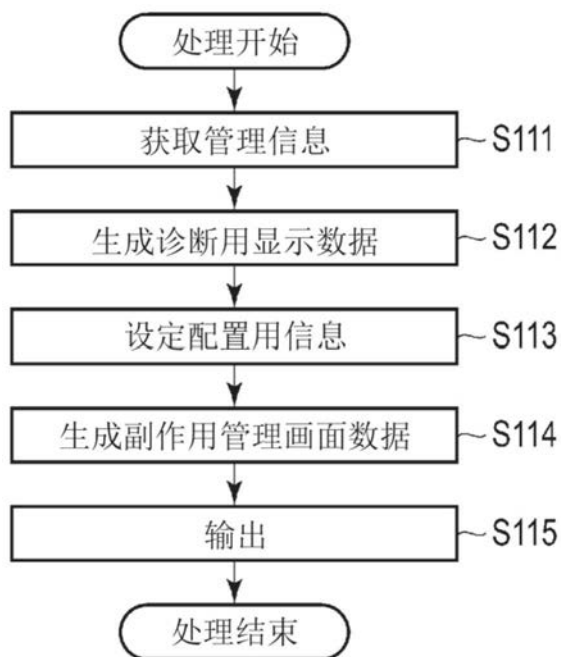 处理开始
获取管理信息 S111
生成诊断用显示数据 S112
设定配置用信息 S113
生成副作用管理画面数据 S114
输出 S115
处理结束